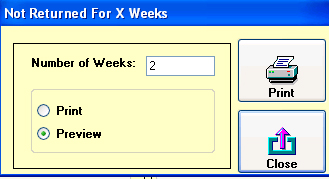 Not Returned For X Weeks
Number of Weeks: 2
Print
Preview
Print
Close